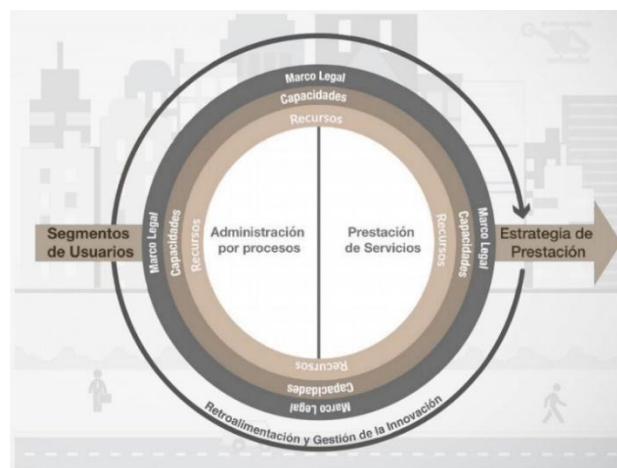 Marco Legal
Capacidades
Recursos
Segmentos
de Usuarios
Marco Legal
Capacidades
Recursos
Administración
por procesos
Prestación
de Servicios
Recursos
Capacidades
Marco Legal
Estrategia de
Prestación
Recursos
Capacidades
Marco Legal
Retroalimentación y Gestión de la Innovación